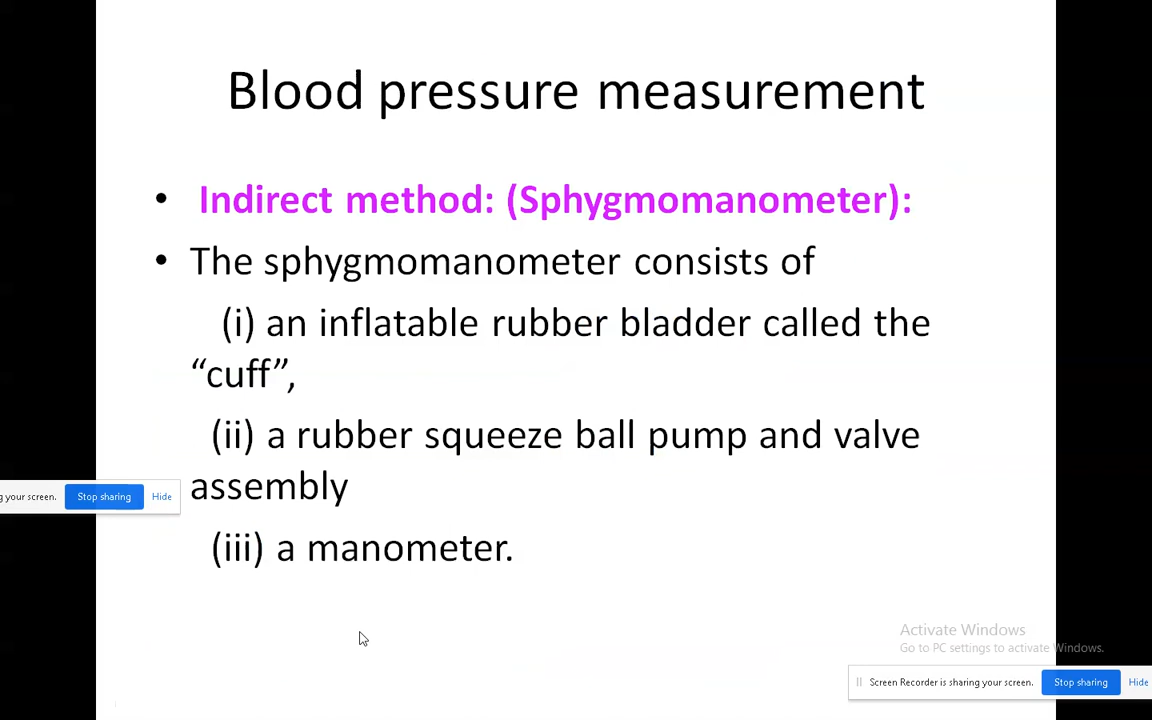 Blood pressure measurement
• Indirect method: (Sphygmomanometer):
• The sphygmomanometer consists of
(i) an inflatable rubber bladder called the
“cuff”,
(ii) a rubber squeeze ball pump and valve
assembly
(iii) a manometer.
g your screen. Stop sharing Hide
Activate Windows
Go to PC settings to activate Windows.
Screen Recorder is sharing your screen. Stop sharing Hide